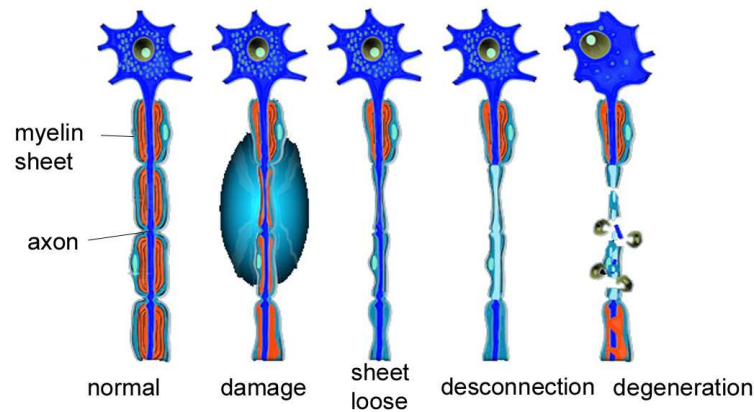 myelin
sheet
axon
normal
damage
sheet
loose
desconnection
degeneration